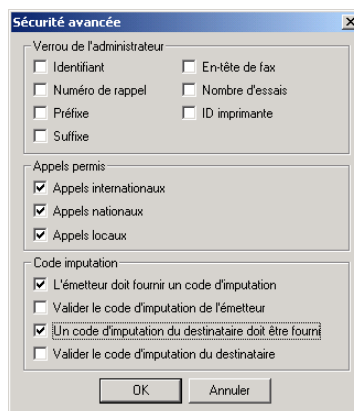 Sécurité avancée
Verrou de l'administrateur
Identifiant
En-tête de fax
Numéro de rappel
Nombre d'essais
Préfixe
ID imprimante
Suffixe
Appels permis
Appels internationaux
Appels nationaux
Appels locaux
Code imputation
L'émetteur doit fournir un code d'imputation
Valider le code d'imputation de l'émetteur
Un code d'imputation du destinataire doit être fourni
Valider le code d'imputation du destinataire
OK
Annuler